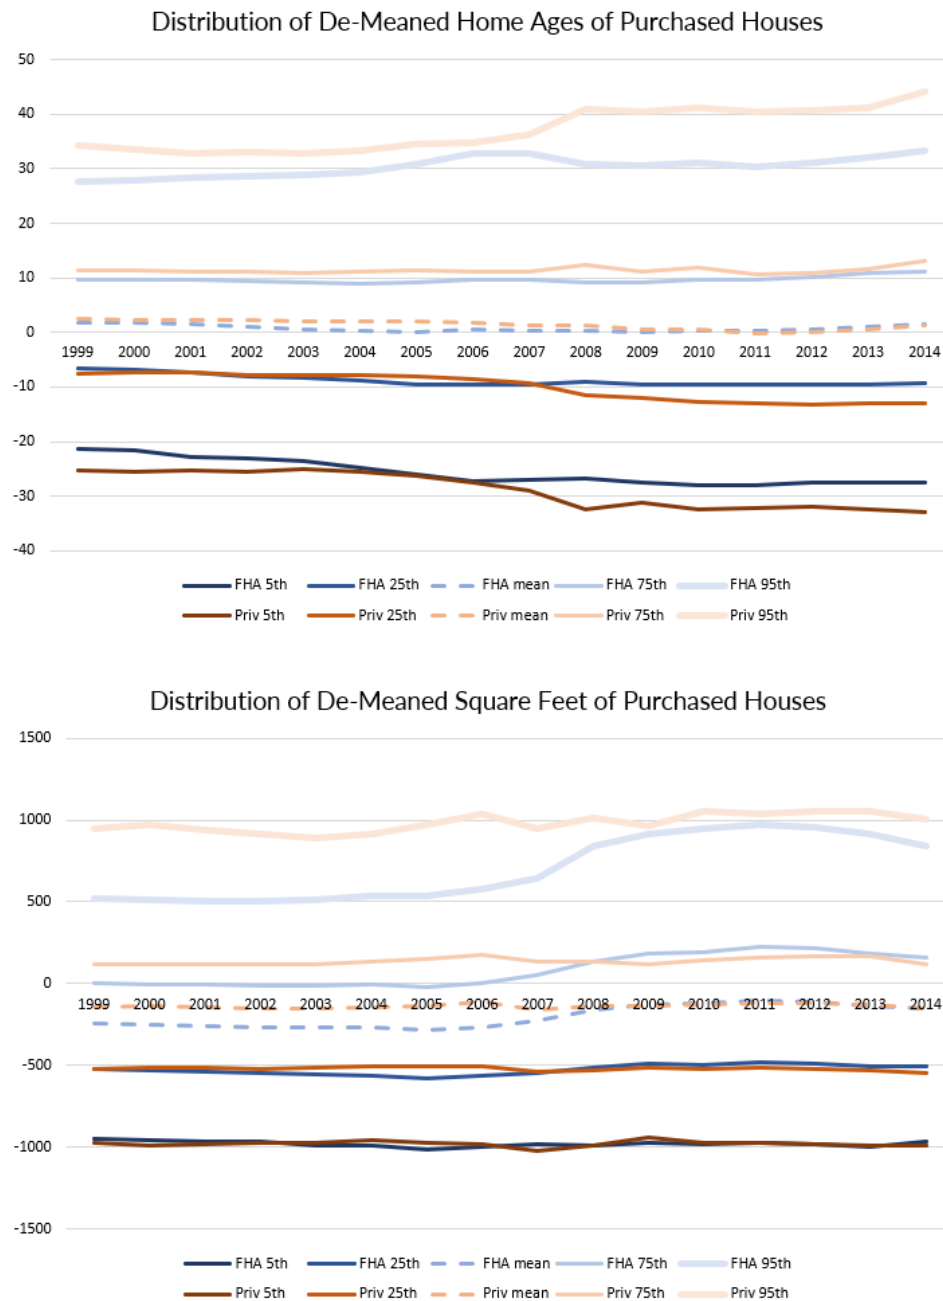 Distribution of De-Meaned Home Ages of Purchased Houses
50
40
30
20
10
0
1999 2000 2001 2002 2003 2004 2005 2006 2007 2008 2009 2010 2011 2012 2013 2014
-10
-20
-30
-40
FHA 5th FHA 25th FHA mean FHA 75th FHA 95th
Priv 5th Priv 25th Priv mean Priv 75th Priv 95th
Distribution of De-Meaned Square Feet of Purchased Houses
1500
1000
500
0
1999 2000 2001 2002 2003 2004 2005 2006 2007 2008 2009 2010 2011 2012 2013 2014
-500
-1000
-1500
FHA 5th FHA 25th FHA mean FHA 75th FHA 95th
Priv 5th Priv 25th Priv mean Priv 75th Priv 95th